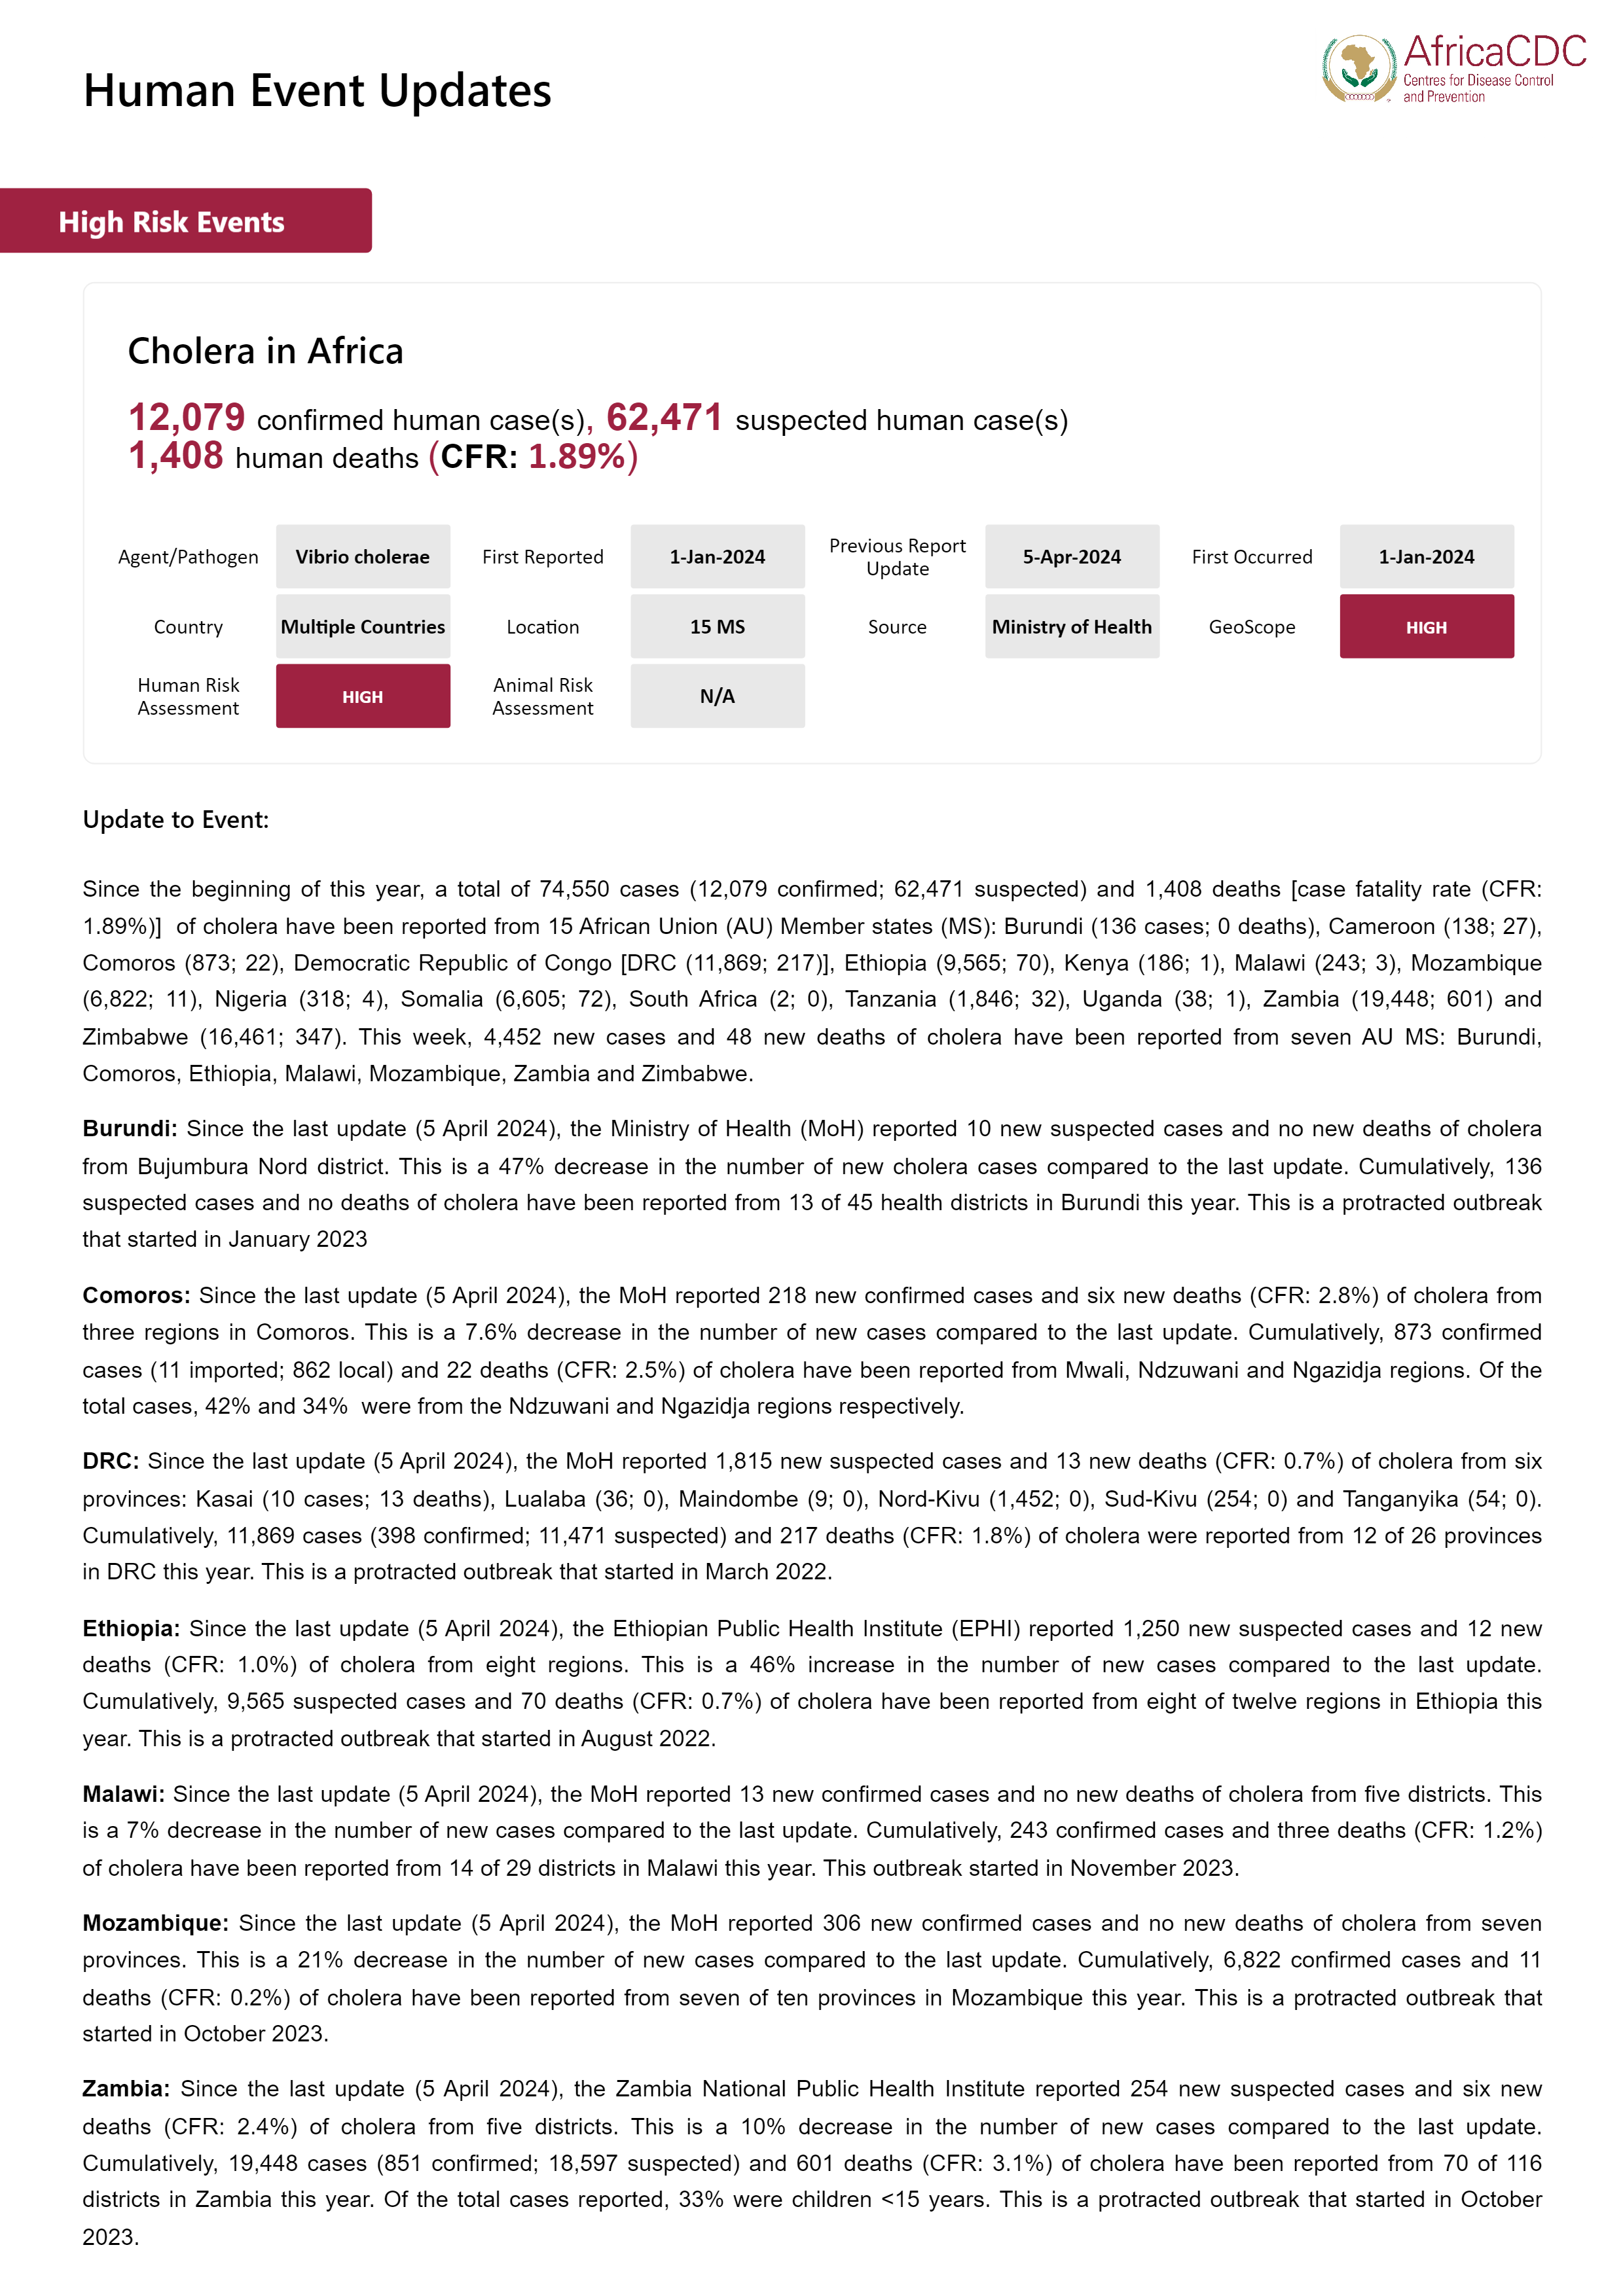 Human Event Updates
AfricaCDC
Centres for Disease Control
and Prevention
High Risk Events
Cholera in Africa
12,079 confirmed human case(s), 62,471 suspected human case(s)
1,408 human deaths (CFR: 1.89%)
Agent/Pathogen Vibrio cholerae First Reported 1-Jan-2024 Previous Report Update 5-Apr-2024 First Occurred 1-Jan-2024
Country Multiple Countries Location 15 MS Source Ministry of Health GeoScope HIGH
Human Risk Assessment HIGH Animal Risk Assessment N/A
Update to Event:
Since the beginning of this year, a total of 74,550 cases (12,079 confirmed; 62,471 suspected) and 1,408 deaths [case fatality rate (CFR:
1.89%)] of cholera have been reported from 15 African Union (AU) Member states (MS): Burundi (136 cases; 0 deaths), Cameroon (138; 27),
Comoros (873; 22), Democratic Republic of Congo [DRC (11,869; 217)], Ethiopia (9,565; 70), Kenya (186; 1), Malawi (243; 3), Mozambique
(6,822; 11), Nigeria (318; 4), Somalia (6,605; 72), South Africa (2; 0), Tanzania (1,846; 32), Uganda (38; 1), Zambia (19,448; 601) and
Zimbabwe (16,461; 347). This week, 4,452 new cases and 48 new deaths of cholera have been reported from seven AU MS: Burundi,
Comoros, Ethiopia, Malawi, Mozambique, Zambia and Zimbabwe.
Burundi: Since the last update (5 April 2024), the Ministry of Health (MoH) reported 10 new suspected cases and no new deaths of cholera
from Bujumbura Nord district. This is a 47% decrease in the number of new cholera cases compared to the last update. Cumulatively, 136
suspected cases and no deaths of cholera have been reported from 13 of 45 health districts in Burundi this year. This is a protracted outbreak
that started in January 2023
Comoros: Since the last update (5 April 2024), the MoH reported 218 new confirmed cases and six new deaths (CFR: 2.8%) of cholera from
three regions in Comoros. This is a 7.6% decrease in the number of new cases compared to the last update. Cumulatively, 873 confirmed
cases (11 imported; 862 local) and 22 deaths (CFR: 2.5%) of cholera have been reported from Mwali, Ndzuwani and Ngazidja regions. Of the
total cases, 42% and 34% were from the Ndzuwani and Ngazidja regions respectively.
DRC: Since the last update (5 April 2024), the MoH reported 1,815 new suspected cases and 13 new deaths (CFR: 0.7%) of cholera from six
provinces: Kasai (10 cases; 13 deaths), Lualaba (36; 0), Maindombe (9; 0), Nord-Kivu (1,452; 0), Sud-Kivu (254; 0) and Tanganyika (54; 0).
Cumulatively, 11,869 cases (398 confirmed; 11,471 suspected) and 217 deaths (CFR: 1.8%) of cholera were reported from 12 of 26 provinces
in DRC this year. This is a protracted outbreak that started in March 2022.
Ethiopia: Since the last update (5 April 2024), the Ethiopian Public Health Institute (EPHI) reported 1,250 new suspected cases and 12 new
deaths (CFR: 1.0%) of cholera from eight regions. This is a 46% increase in the number of new cases compared to the last update.
Cumulatively, 9,565 suspected cases and 70 deaths (CFR: 0.7%) of cholera have been reported from eight of twelve regions in Ethiopia this
year. This is a protracted outbreak that started in August 2022.
Malawi: Since the last update (5 April 2024), the MoH reported 13 new confirmed cases and no new deaths of cholera from five districts. This
is a 7% decrease in the number of new cases compared to the last update. Cumulatively, 243 confirmed cases and three deaths (CFR: 1.2%)
of cholera have been reported from 14 of 29 districts in Malawi this year. This outbreak started in November 2023.
Mozambique: Since the last update (5 April 2024), the MoH reported 306 new confirmed cases and no new deaths of cholera from seven
provinces. This is a 21% decrease in the number of new cases compared to the last update. Cumulatively, 6,822 confirmed cases and 11
deaths (CFR: 0.2%) of cholera have been reported from seven of ten provinces in Mozambique this year. This is a protracted outbreak that
started in October 2023.
Zambia: Since the last update (5 April 2024), the Zambia National Public Health Institute reported 254 new suspected cases and six new
deaths (CFR: 2.4%) of cholera from five districts. This is a 10% decrease in the number of new cases compared to the last update.
Cumulatively, 19,448 cases (851 confirmed; 18,597 suspected) and 601 deaths (CFR: 3.1%) of cholera have been reported from 70 of 116
districts in Zambia this year. Of the total cases reported, 33% were children <15 years. This is a protracted outbreak that started in October
2023.